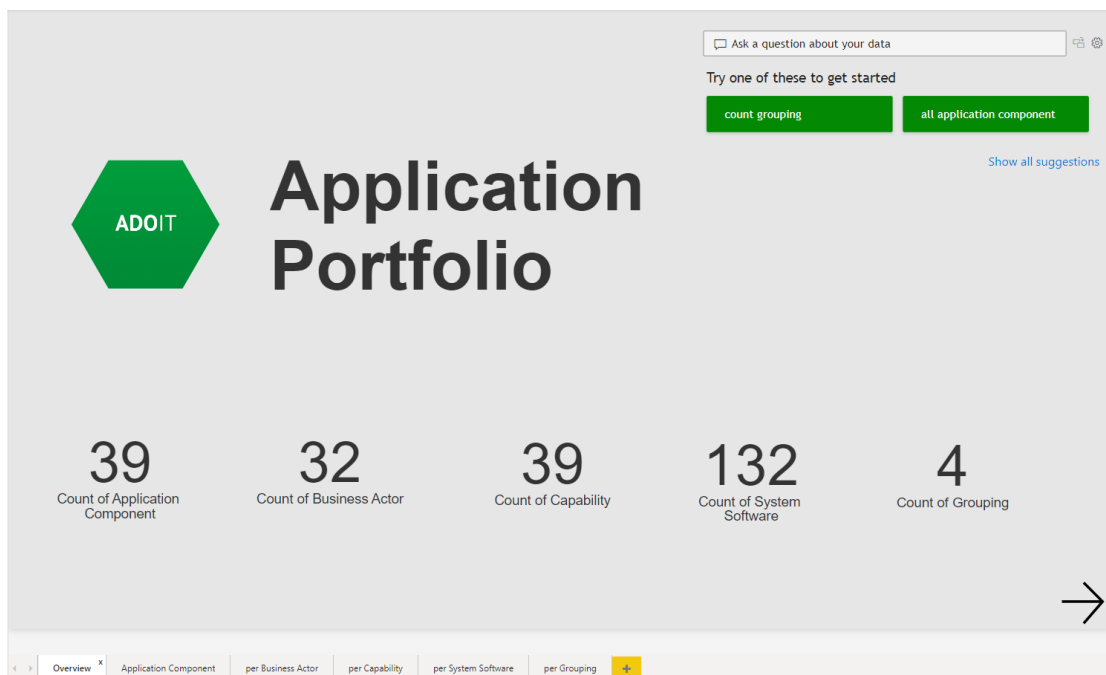 Ask a question about your data
Try one of these to get started
count grouping
all application component
Show all suggestions
ADOIT
Application
Portfolio
39
Count of Application
Component
32
Count of Business Actor
39
Count of Capability
132
Count of System
Software
4
Count of Grouping
Overview x
Application Component
per Business Actor
per Capability
per System Software
per Grouping
+